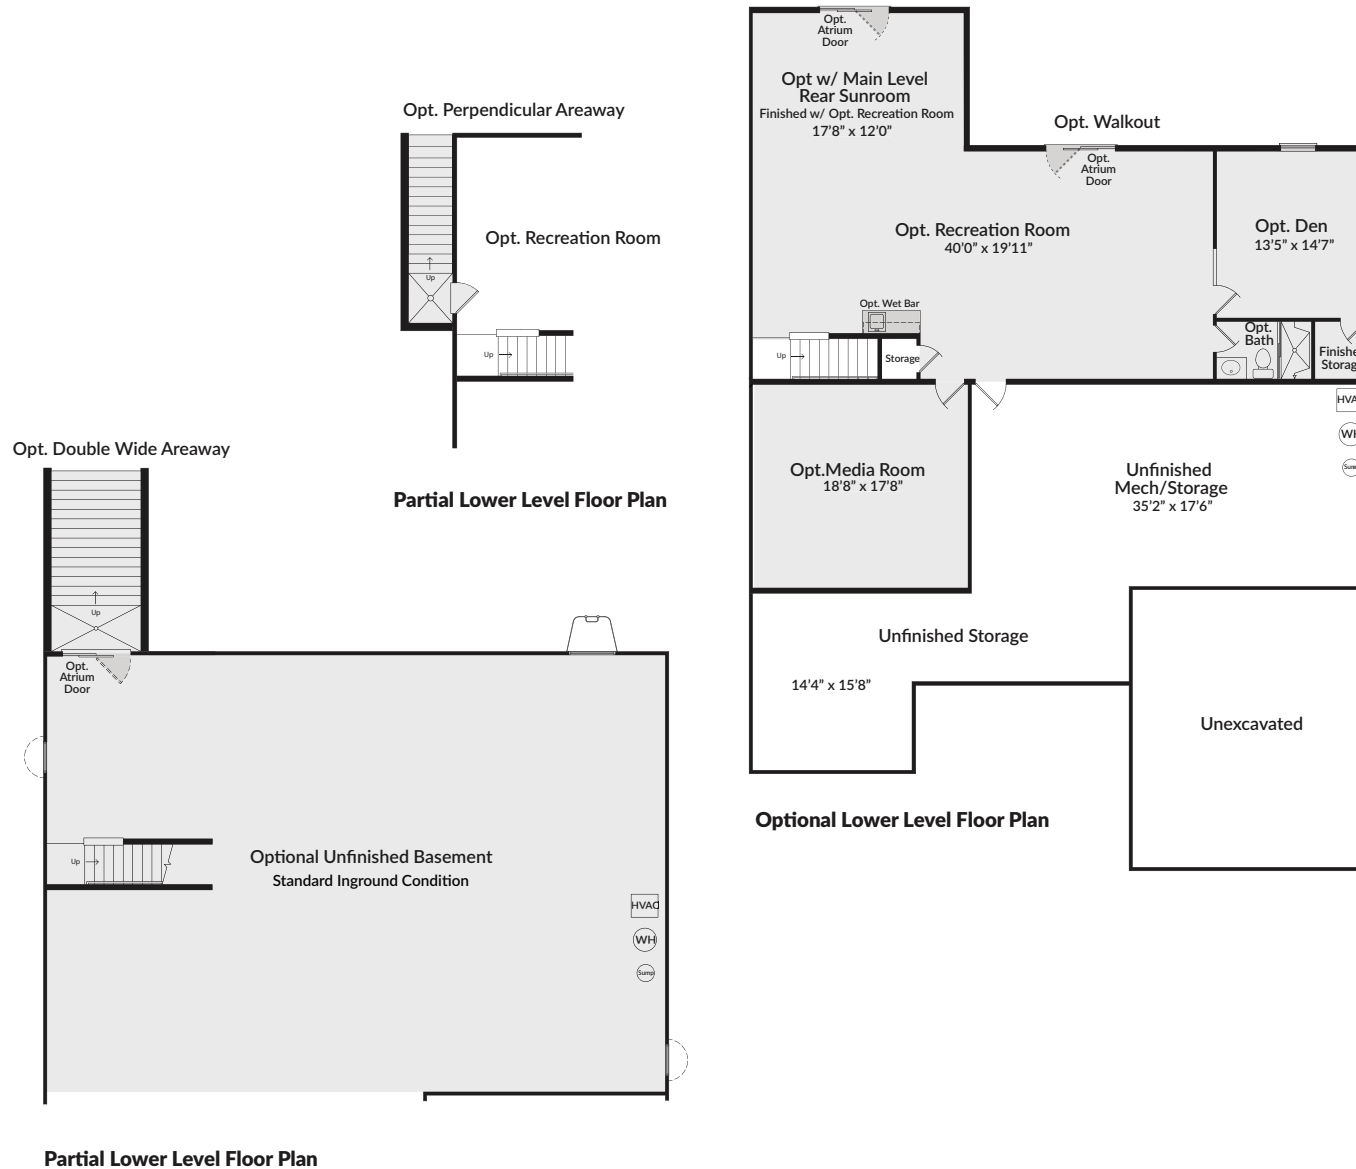 Opt. Perpendicular Areaway
Up
Opt. Recreation Room
Up
Partial Lower Level Floor Plan
Opt. Double Wide Areaway
Up
Opt.
Atrium
Door
Up
Optional Unfinished Basement
Standard Inground Condition
HVAC
WH
Sump
Partial Lower Level Floor Plan
Opt.
Atrium
Door
Opt w/ Main Level
Rear Sunroom
Finished w/ Opt. Recreation Room
17’8” x 12’0”
Opt. Walkout
Opt.
Atrium
Door
Opt. Recreation Room
40’0” x 19’11”
Opt. Den
13’5” x 14’7”
Opt. Wet Bar
Up
Storage
Opt.
Bath
Finishe
Storag
HVA
WH
Sump
Opt.Media Room
18’8” x 17’8”
Unfinished
Mech/Storage
35’2” x 17’6”
Unfinished Storage
14’4” x 15’8”
Unexcavated
Optional Lower Level Floor Plan